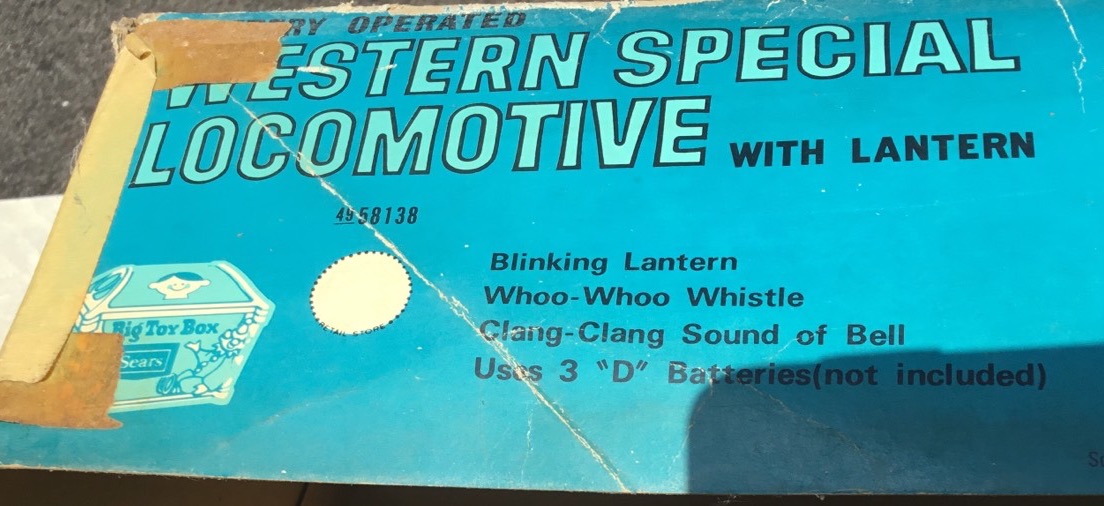 OPERATED
WESTERN SPECIAL
LOCOMOTIVE WITH LANTERN
49 58138
Blinking Lantern
Whoo-Whoo Whistle
Clang-Clang Sound of Bell
Uses 3 "D" Batteries(not included)
Big Toy Box
Sears
STORE